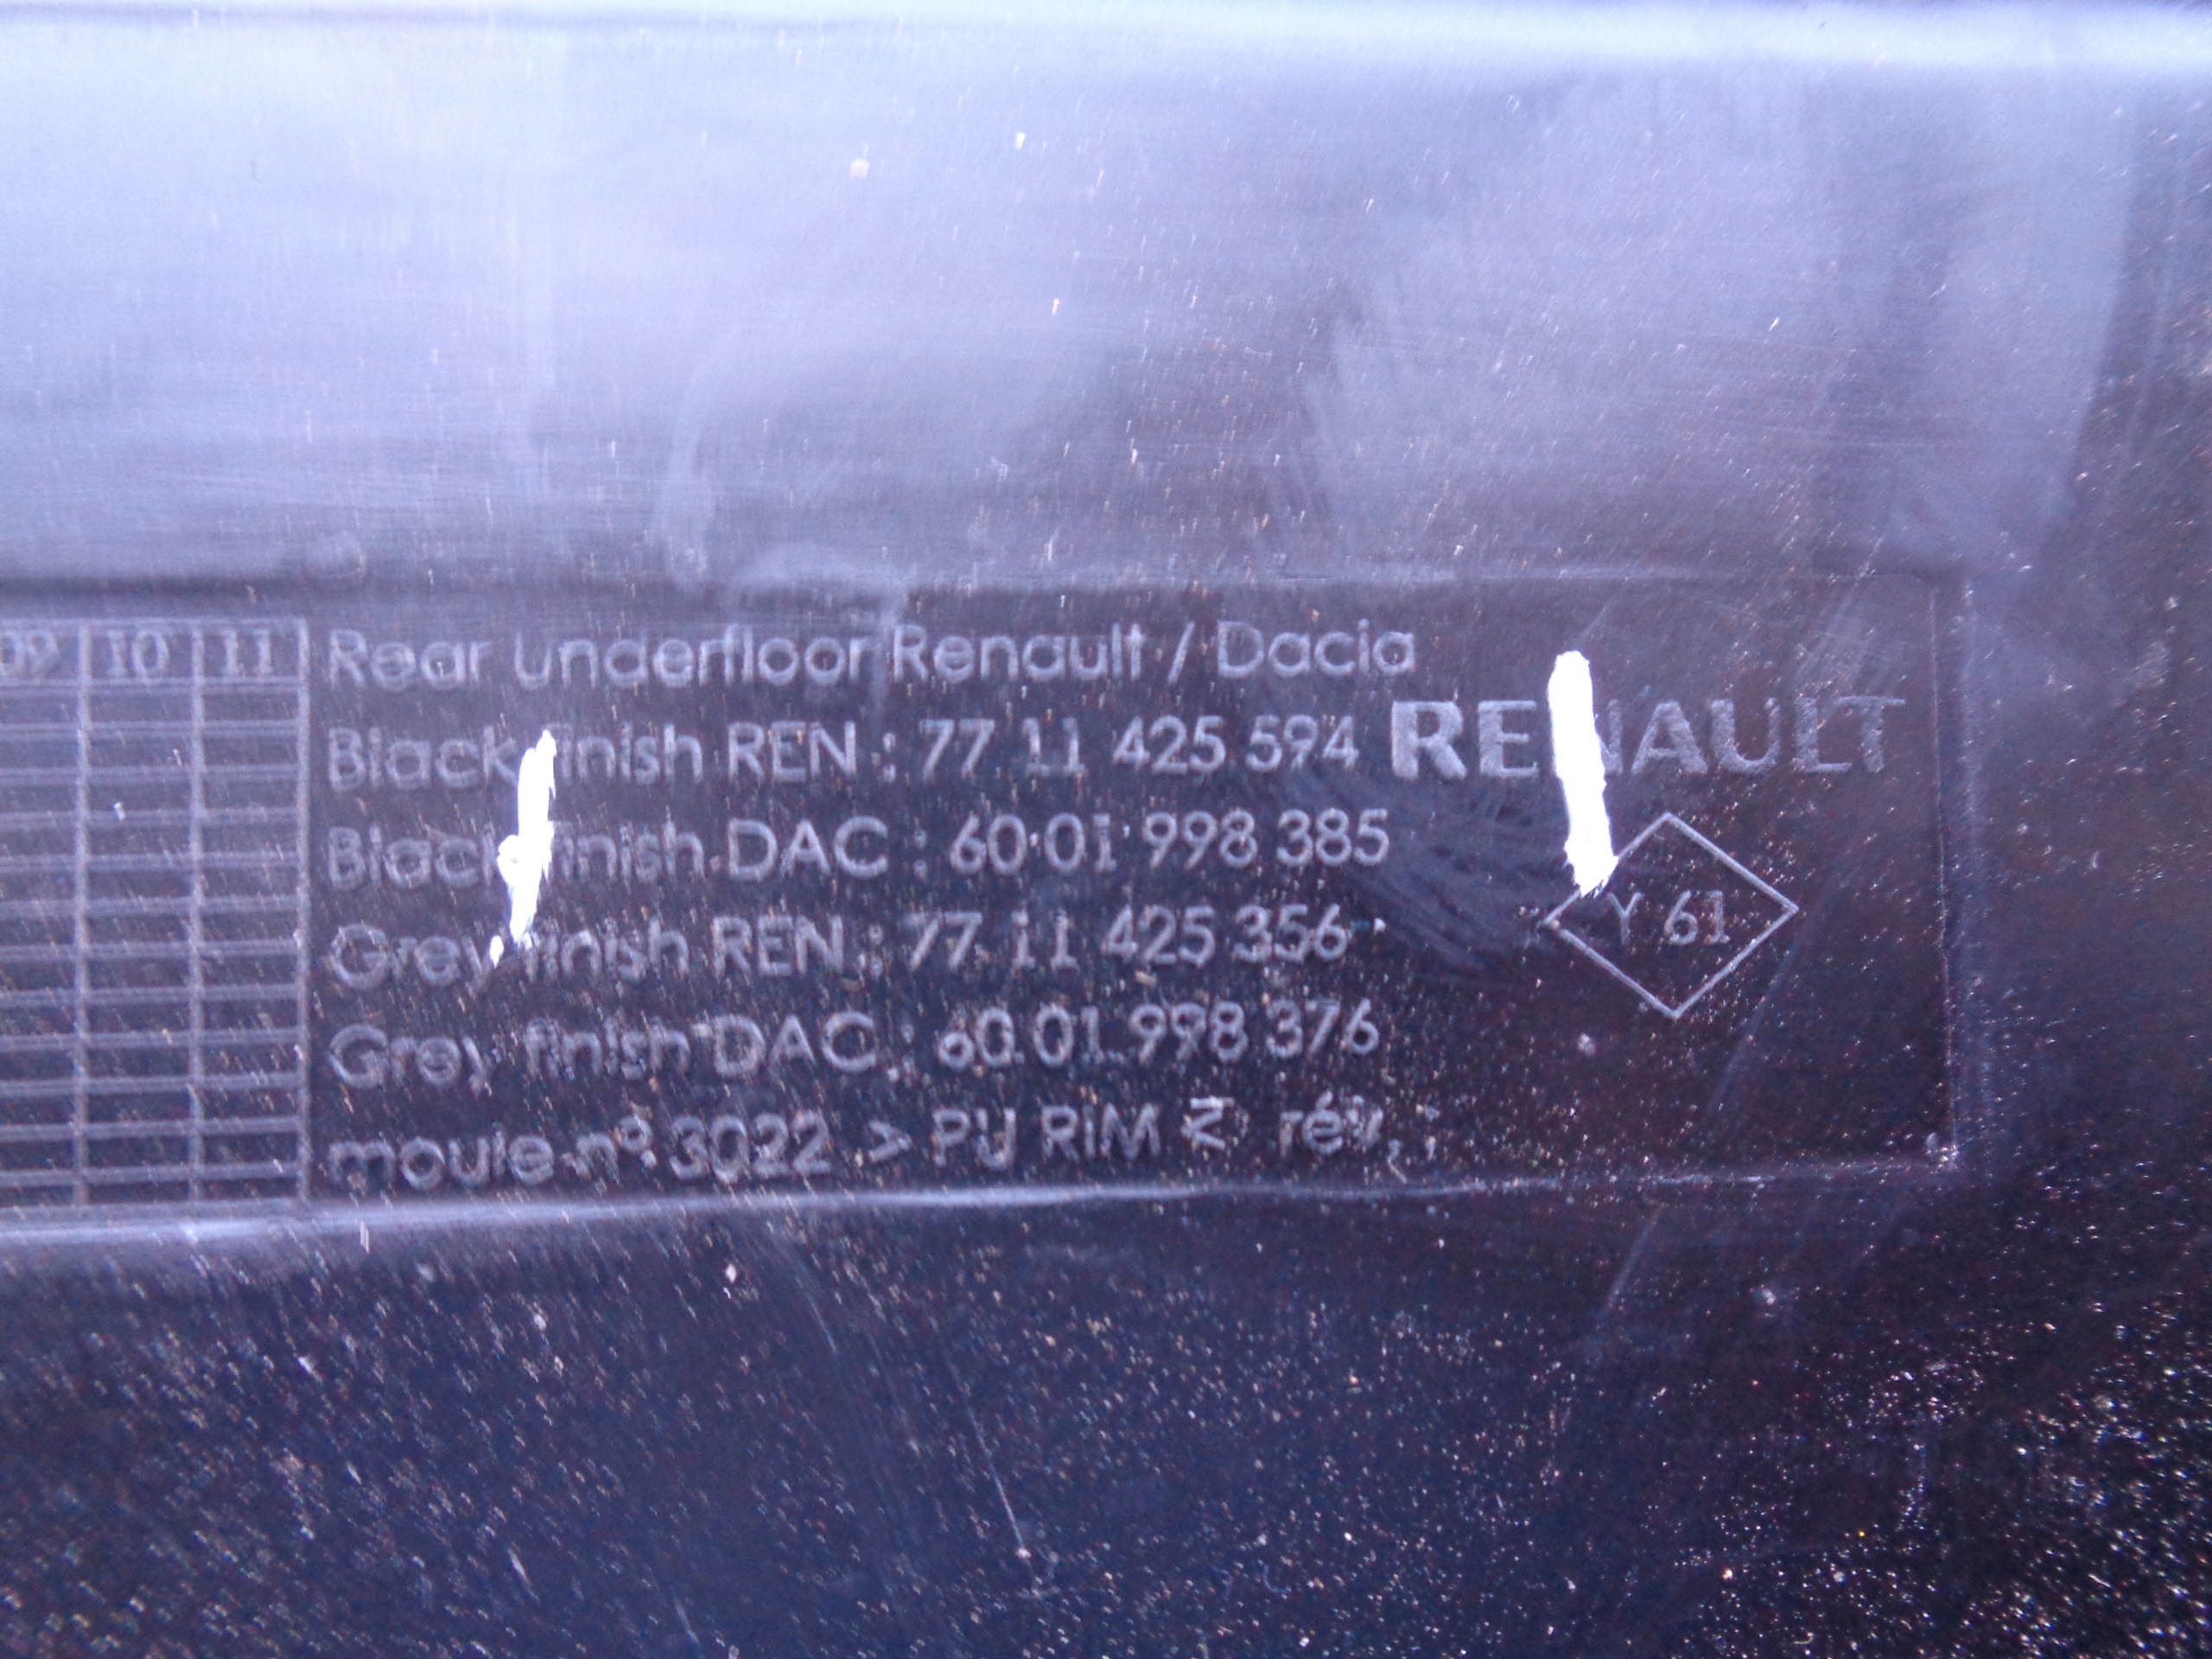 09 10 11
Rear underfloor Renault / Dacia
Black finish REN : 77 11 425 594
RENAULT
Black finish DAC : 60 01 998 385
Grey finish REN : 77 11 425 356
Y 61
Grey finish DAC : 60 01 998 376
moule n° 3022 > PU RIM < rév. :